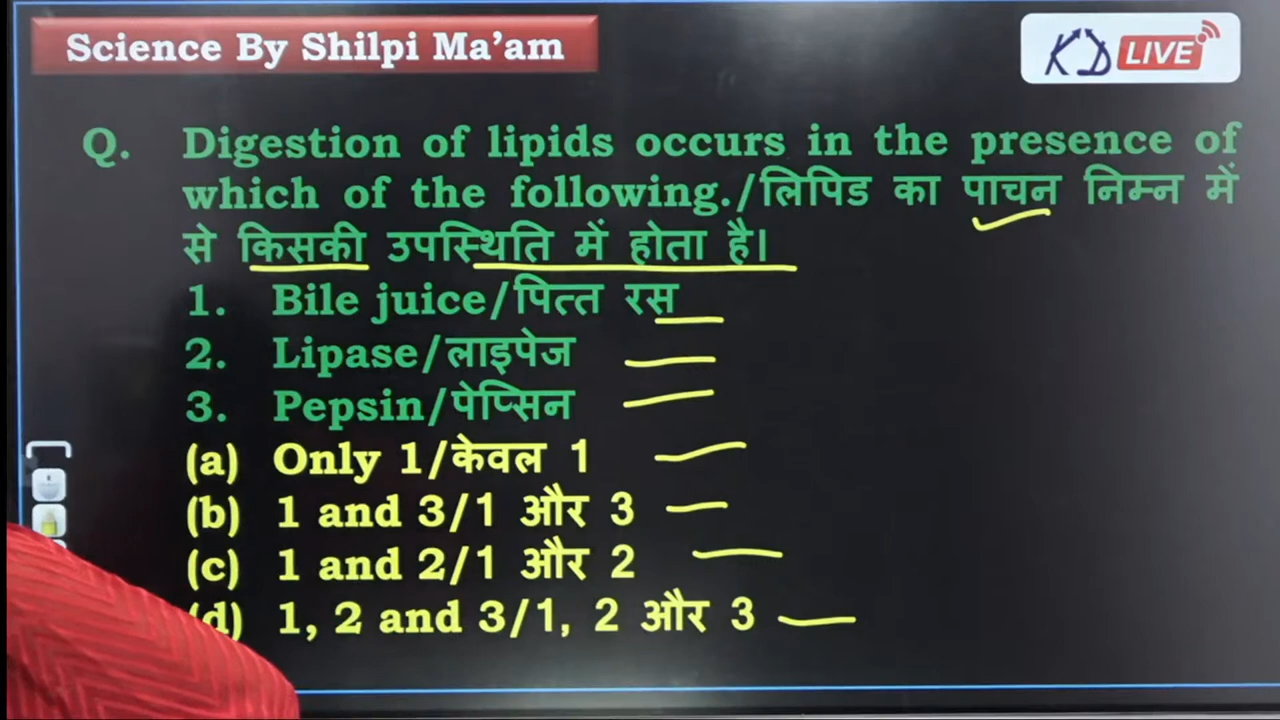 Science By Shilpi Ma'am
KD LIVE
Q. Digestion of lipids occurs in the presence of
which of the following./लिपिड का पाचन निम्न में
से किसकी उपस्थिति में होता है।
1. Bile juice/पित्त रस
2. Lipase/लाइपेज
3. Pepsin/पेप्सिन
(a) Only 1/केवल 1
(b) 1 and 3/1 और 3
(c) 1 and 2/1 और 2
(d) 1, 2 and 3/1, 2 और 3